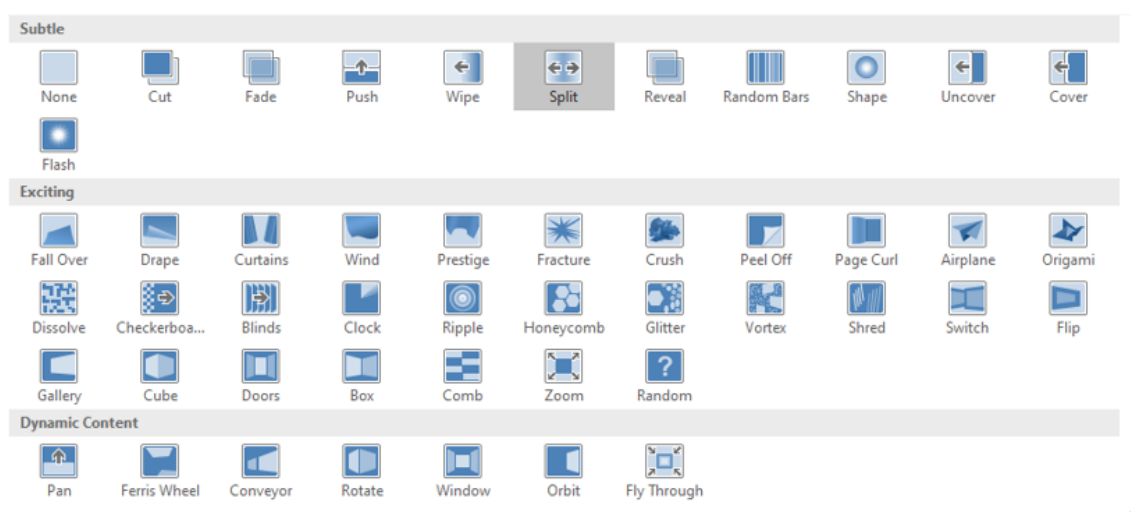 Subtle
None Cut Fade Push Wipe Split Reveal Random Bars Shape Uncover Cover
Flash
Exciting
Fall Over Drape Curtains Wind Prestige Fracture Crush Peel Off Page Curl Airplane Origami
Dissolve Checkerboa... Blinds Clock Ripple Honeycomb Glitter Vortex Shred Switch Flip
?
Gallery Cube Doors Box Comb Zoom Random
Dynamic Content
Pan Ferris Wheel Conveyor Rotate Window Orbit Fly Through